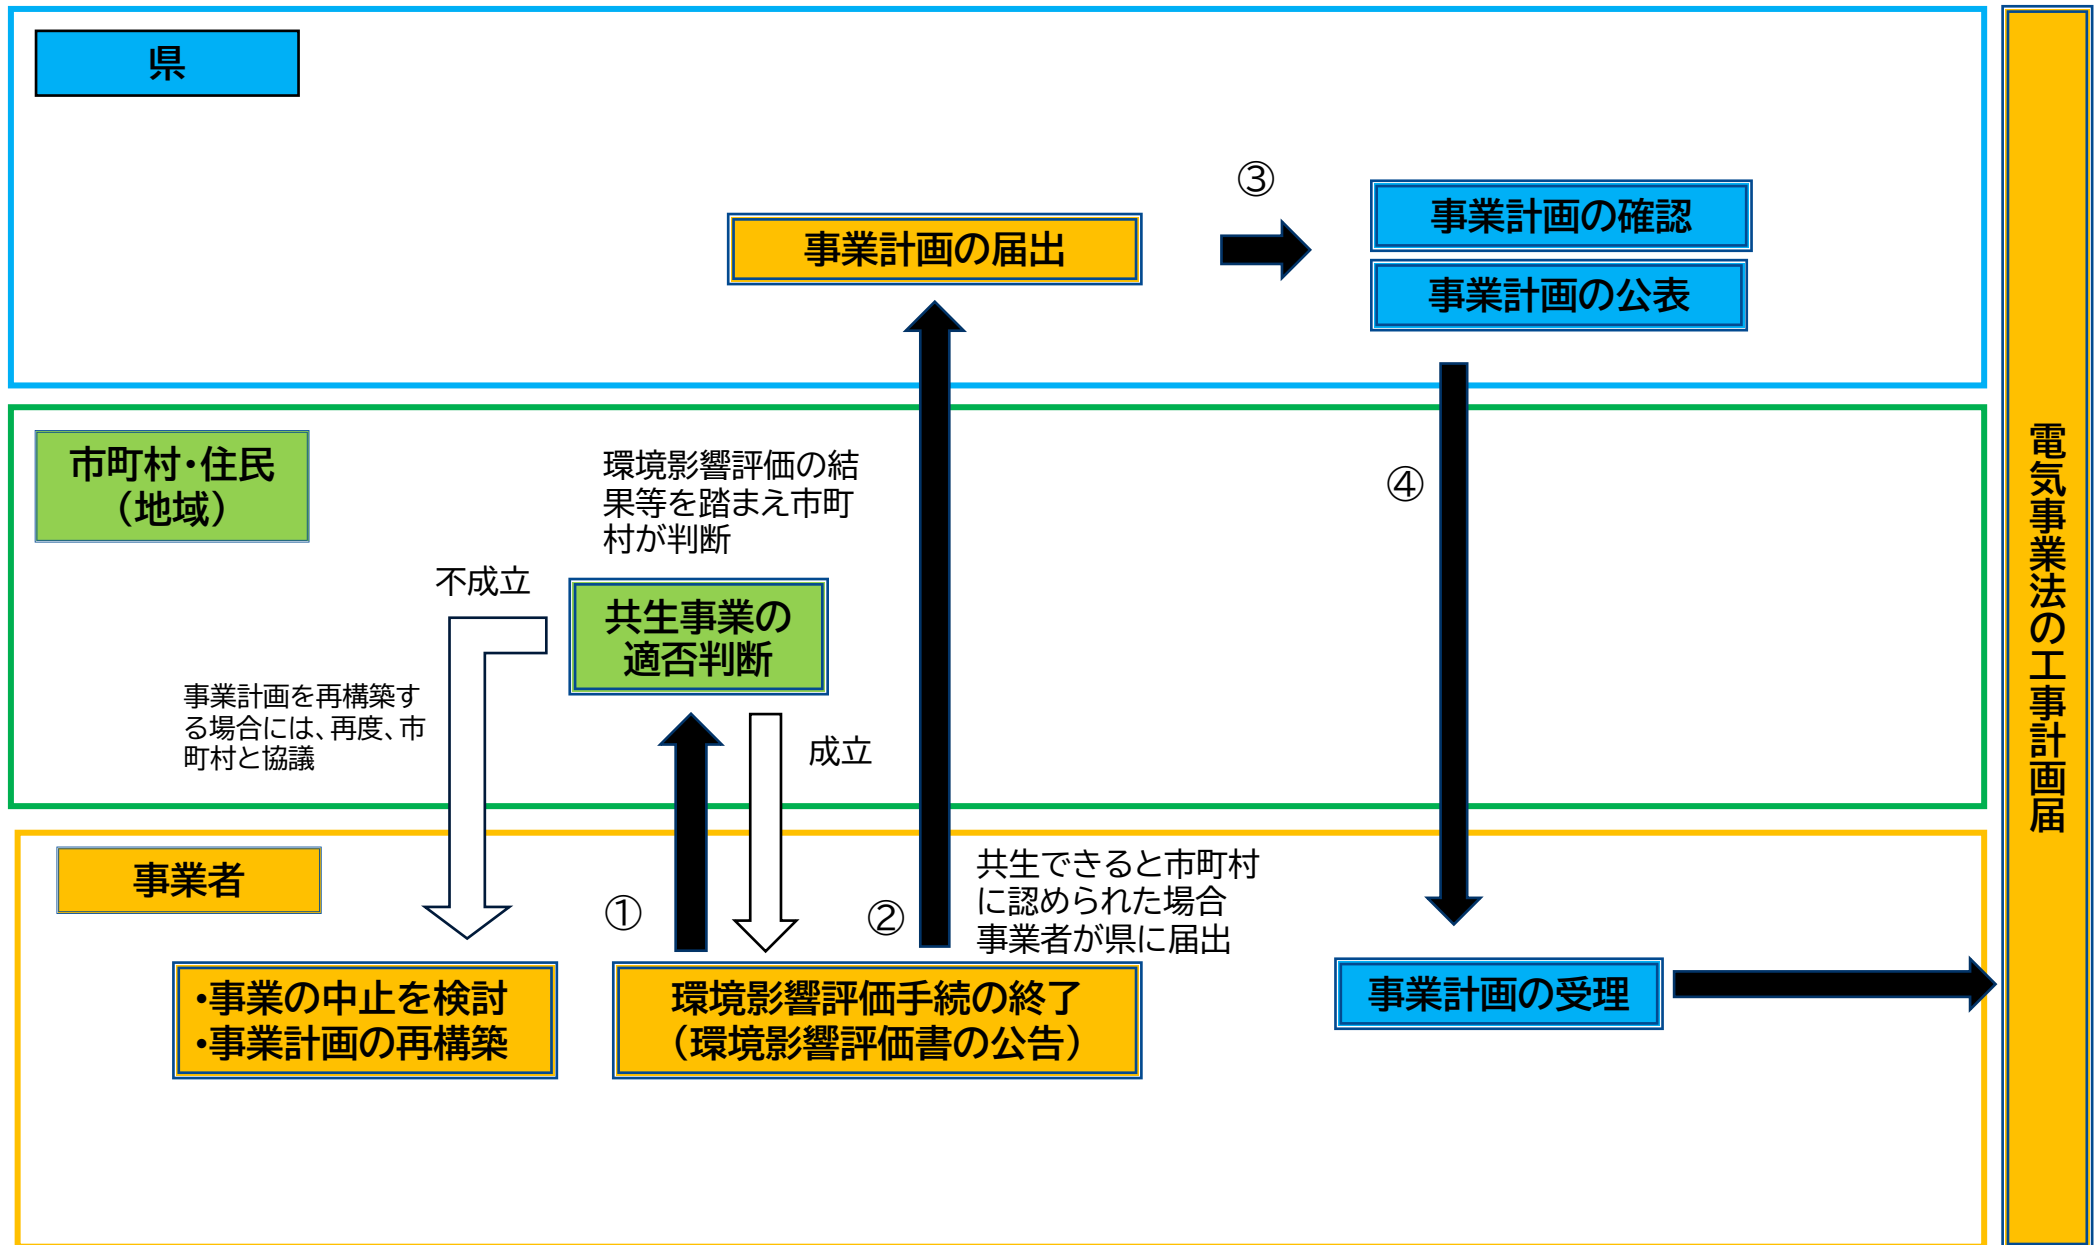 県
③
事業計画の届出
事業計画の確認
事業計画の公表
市町村・住民
（地域）
環境影響評価の結
果等を踏まえ市町
村が判断
④
不成立
共生事業の
適否判断
事業計画を再構築す
る場合には、再度、市
町村と協議
成立
事業者
①
②
共生できると市町村
に認められた場合
事業者が県に届出
・事業の中止を検討
・事業計画の再構築
環境影響評価手続の終了
（環境影響評価書の公告）
事業計画の受理
電気事業法の工事計画届